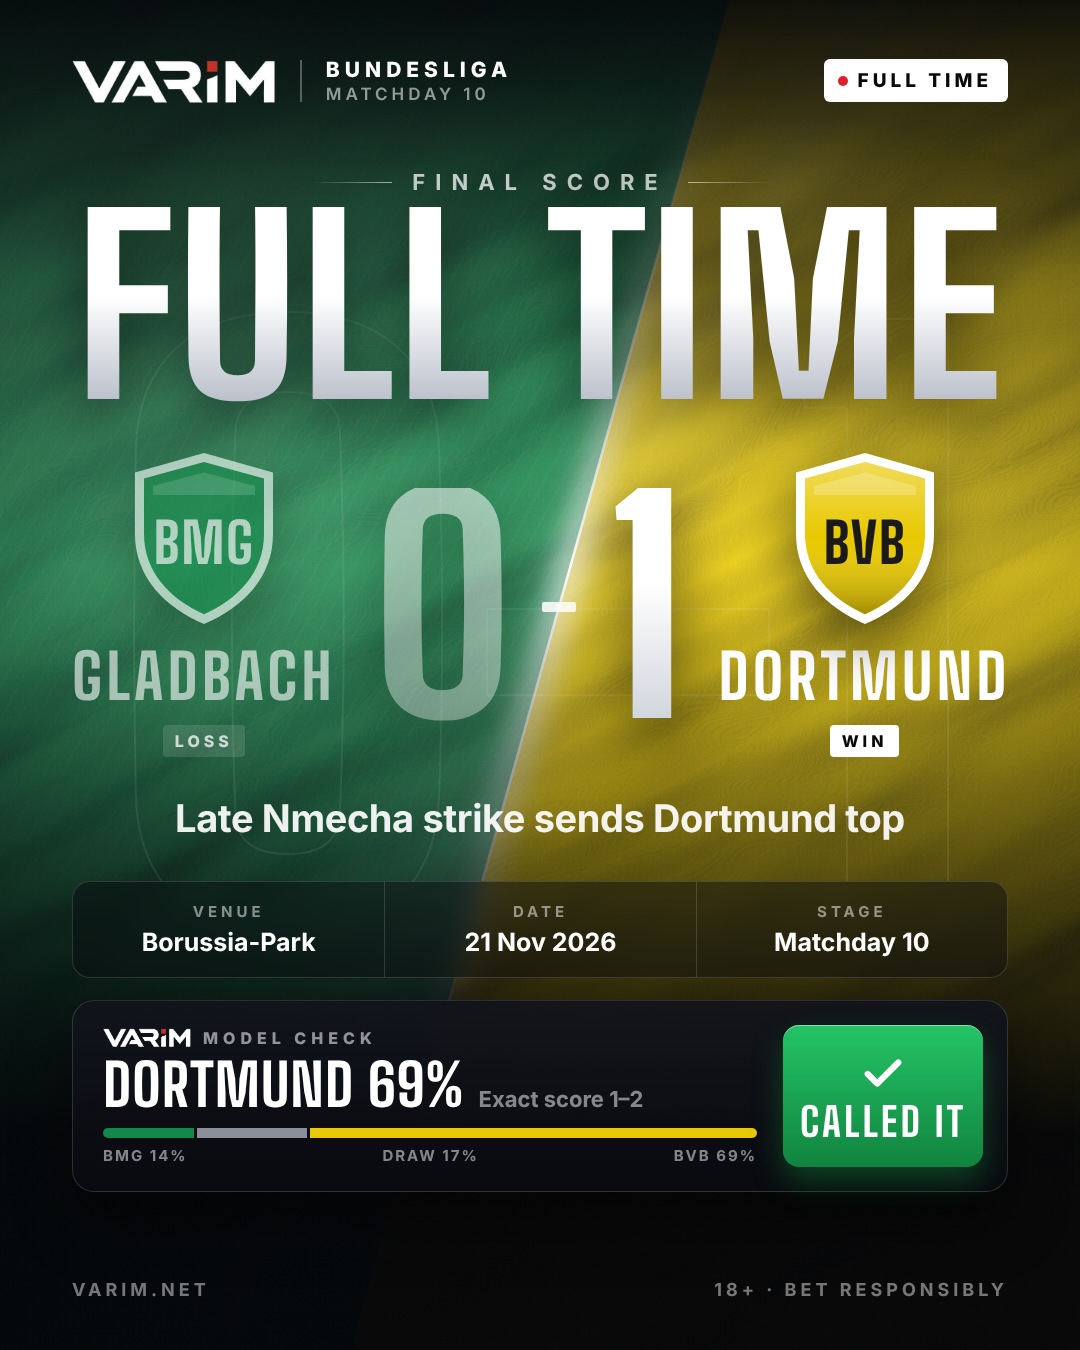 VARiM
BUNDESLIGA
MATCHDAY 10
FULL TIME
FINAL SCORE
FULL TIME
BMG
0 - 1
BVB
GLADBACH
DORTMUND
LOSS
WIN
Late Nmecha strike sends Dortmund top
VENUE
Borussia-Park
DATE
21 Nov 2026
STAGE
Matchday 10
VARiM MODEL CHECK
DORTMUND 69% Exact score 1–2
BMG 14% DRAW 17% BVB 69%
CALLED IT
VARIM.NET
18+ · BET RESPONSIBLY